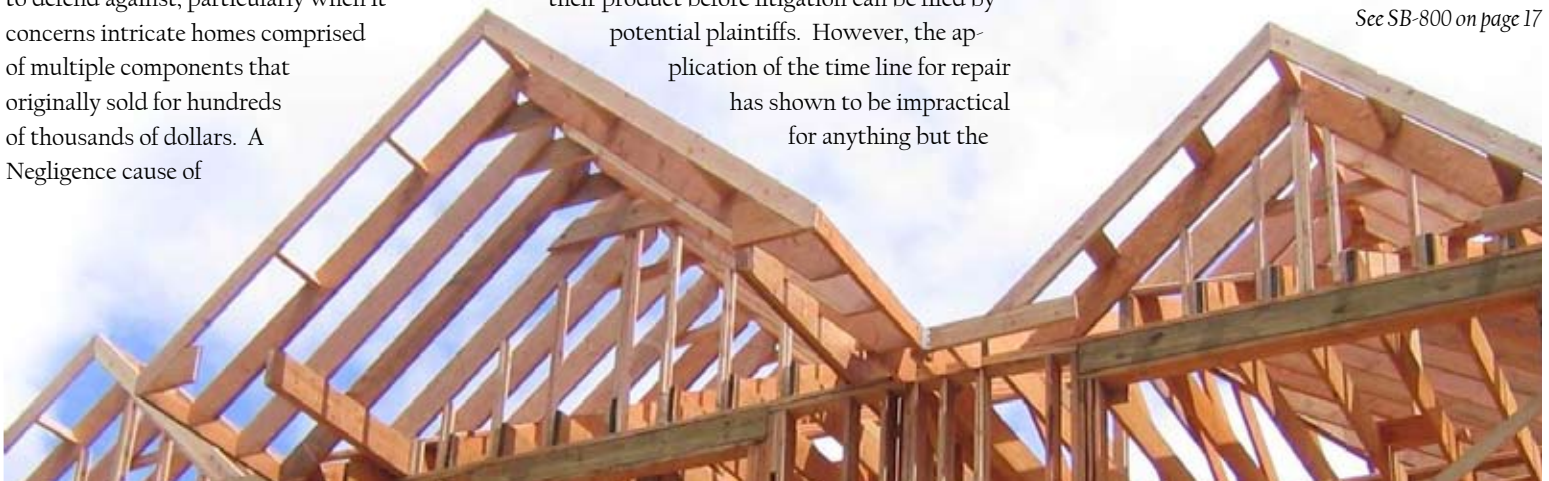 to defend against, particularly when it
concerns intricate homes comprised
of multiple components that
originally sold for hundreds
of thousands of dollars.  A
Negligence cause of
their product before litigation can be filed by
potential plaintiffs.  However, the ap-
plication of the time line for repair
has shown to be impractical
for anything but the
See SB-800 on page 17